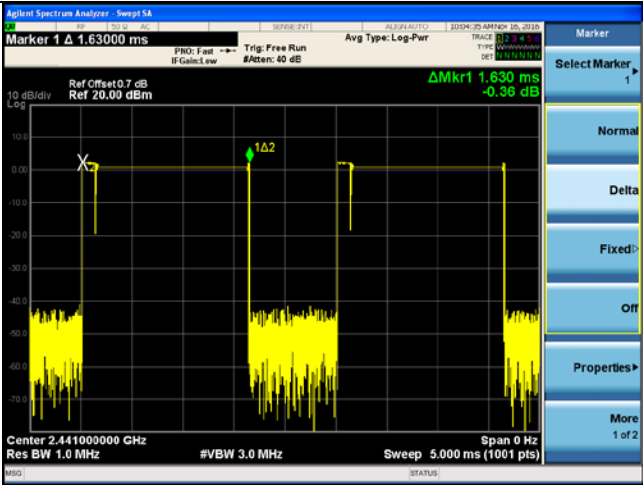 Agilent Spectrum Analyzer - Swept SA
RF 50 Ω AC SENSE:INT ALIGN AUTO 10:04:35 AM Nov 16, 2016
Marker 1 Δ 1.63000 ms
PNO: Fast
IFGain:Low
Trig: Free Run
#Atten: 40 dB
Avg Type: Log-Pwr
TRACE 1 2 3 4 5 6
TYPE W
DET N N N N N N
ΔMkr1 1.630 ms
-0.36 dB
Ref Offset 0.7 dB
10 dB/div Ref 20.00 dBm
Log
10.0
0.00
-10.0
-20.0
-30.0
-40.0
-50.0
-60.0
-70.0
X
1Δ2
Center 2.441000000 GHz
Span 0 Hz
Res BW 1.0 MHz
#VBW 3.0 MHz
Sweep 5.000 ms (1001 pts)
MSG
STATUS
Marker
Select Marker
1
Normal
Delta
Fixed
Off
Properties
More
1 of 2